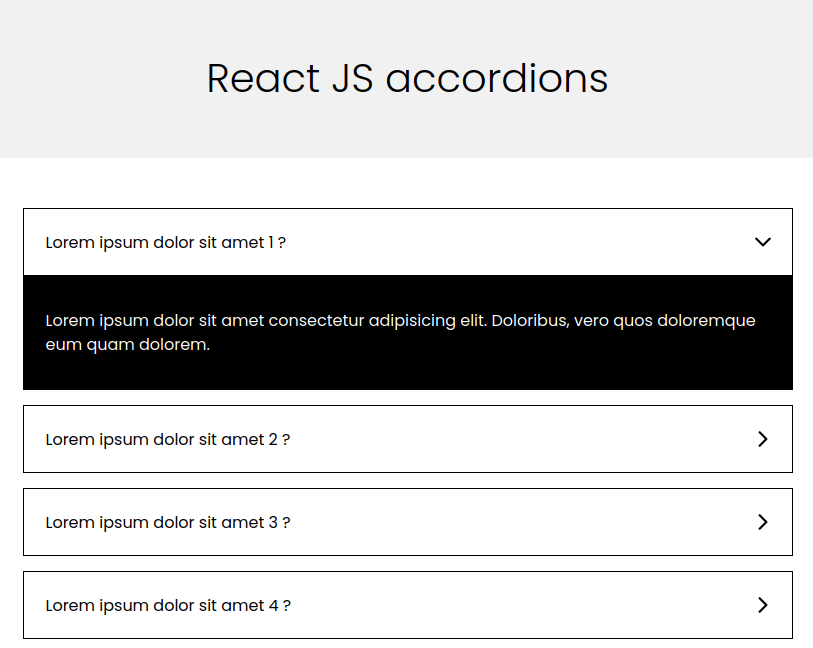 React JS accordions
Lorem ipsum dolor sit amet 1 ?
Lorem ipsum dolor sit amet consectetur adipisicing elit. Doloribus, vero quos doloremque
eum quam dolorem.
Lorem ipsum dolor sit amet 2 ?
Lorem ipsum dolor sit amet 3 ?
Lorem ipsum dolor sit amet 4 ?